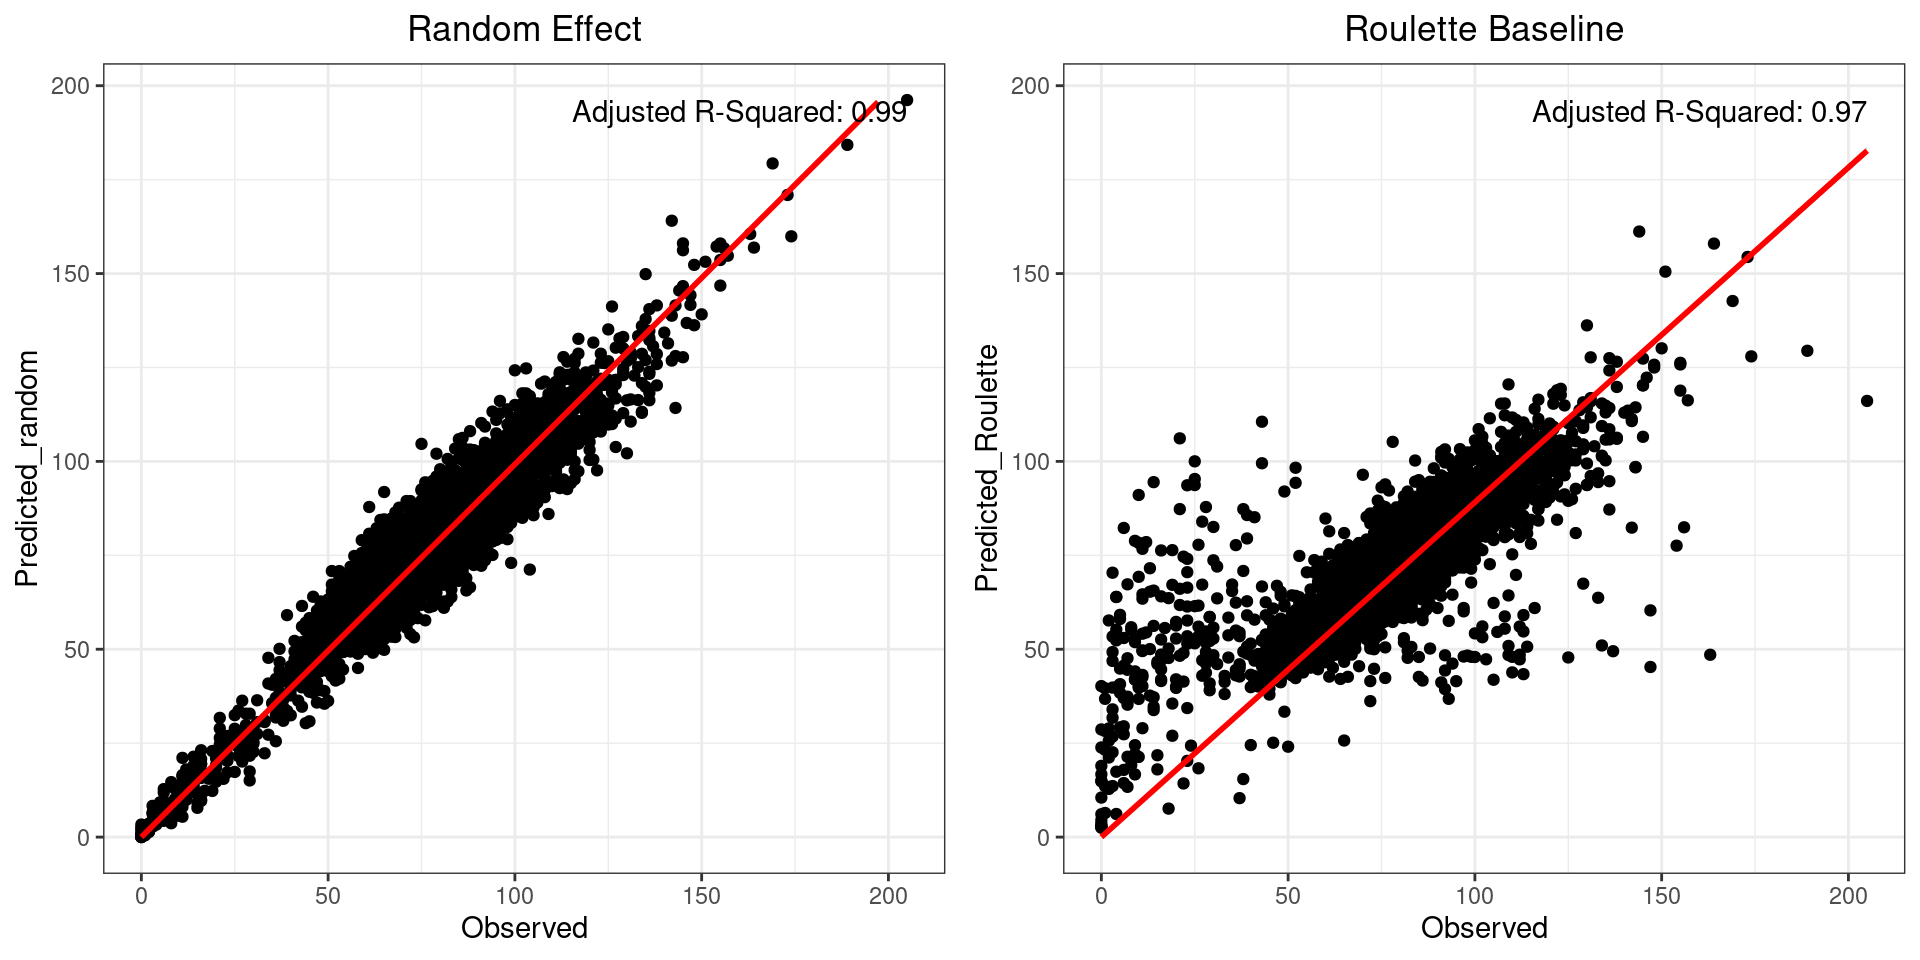 Random Effect
Adjusted R-Squared: 0.99
200
150
100
50
0
Predicted_random
0 50 100 150 200
Observed
Roulette Baseline
Adjusted R-Squared: 0.97
200
150
100
50
0
Predicted_Roulette
0 50 100 150 200
Observed